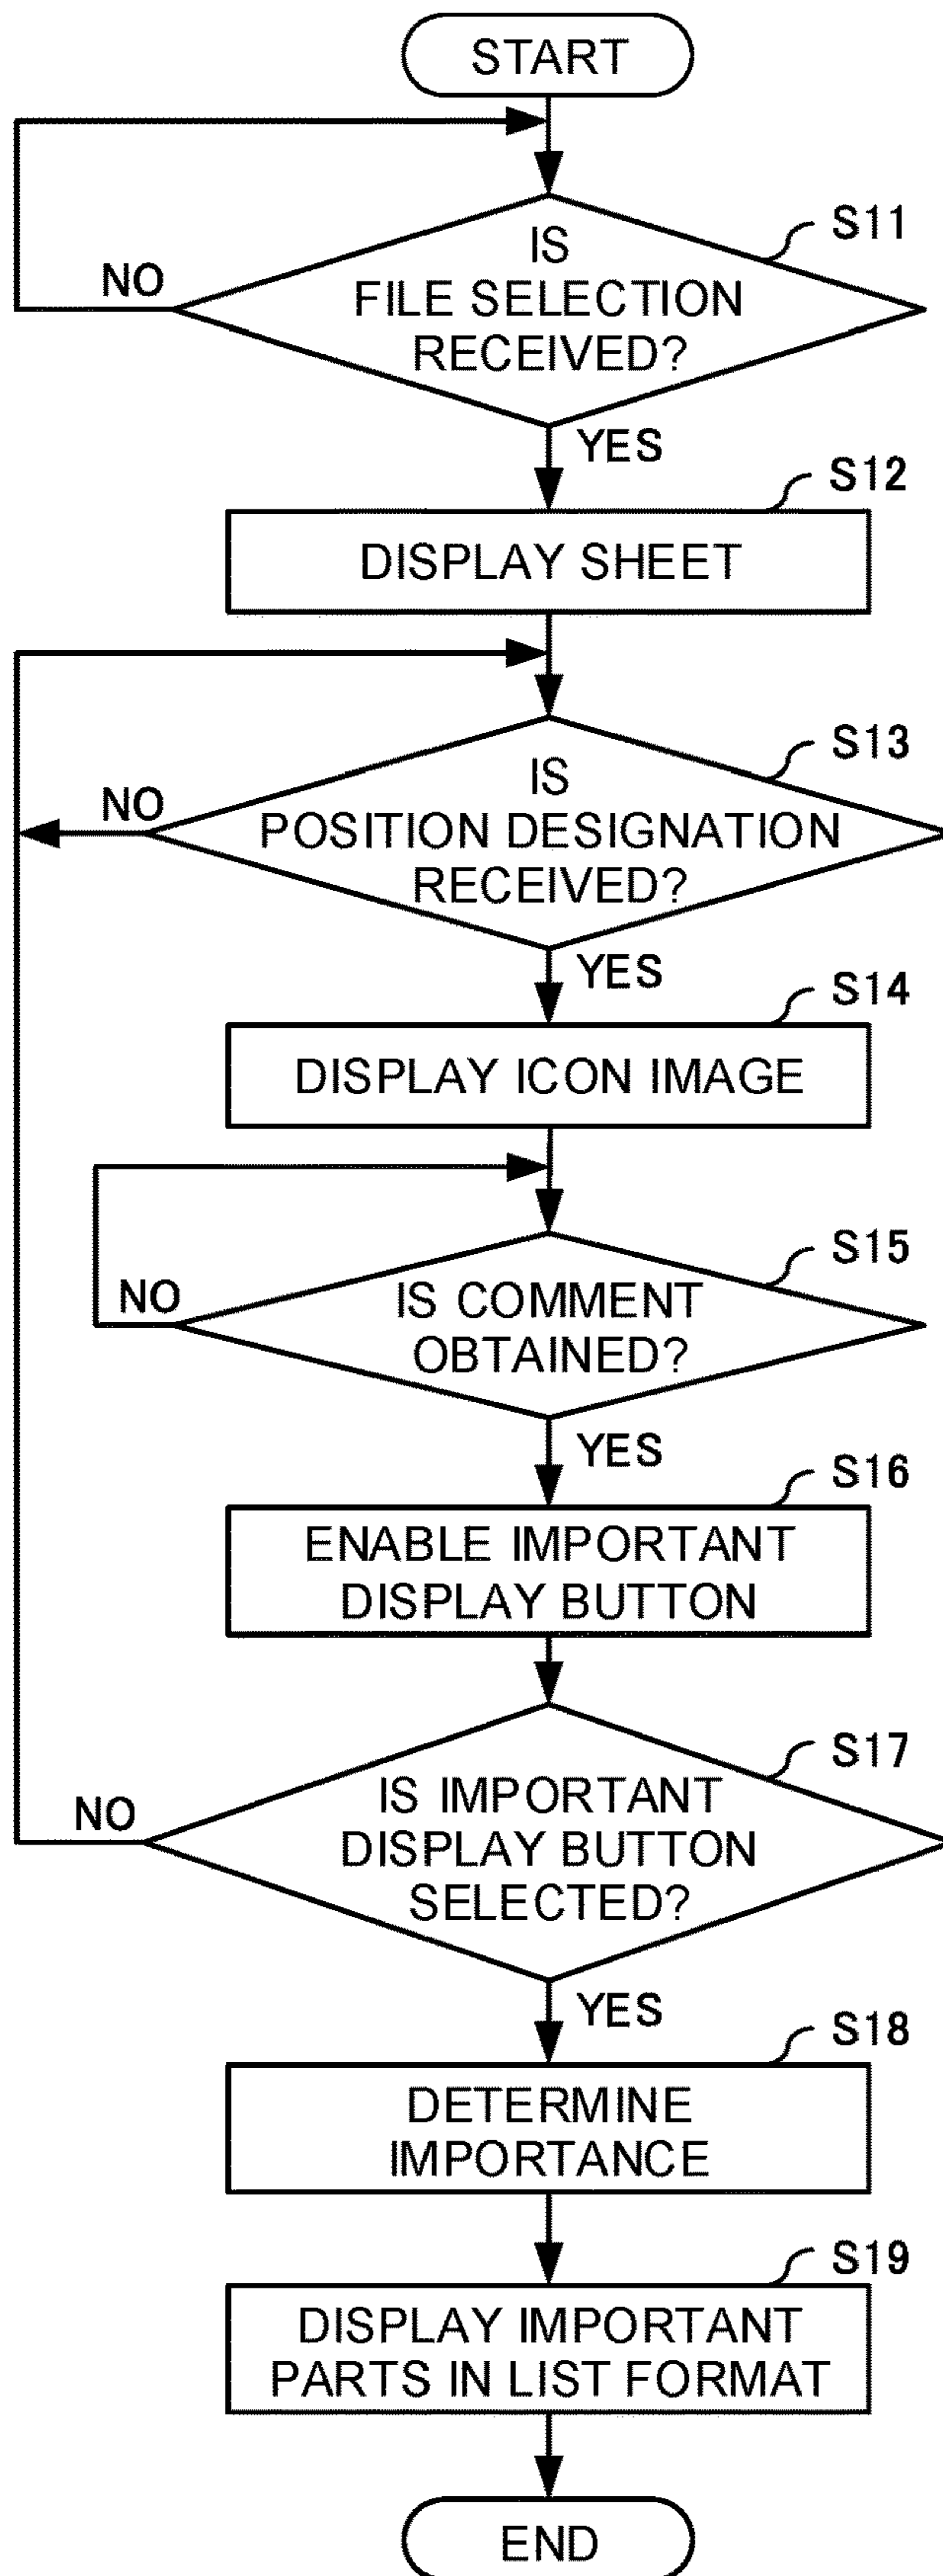 START
S11
IS
FILE SELECTION
RECEIVED?
NO
YES
S12
DISPLAY SHEET
S13
IS
POSITION DESIGNATION
RECEIVED?
NO
YES
S14
DISPLAY ICON IMAGE
S15
IS COMMENT
OBTAINED?
NO
YES
S16
ENABLE IMPORTANT
DISPLAY BUTTON
S17
IS IMPORTANT
DISPLAY BUTTON
SELECTED?
NO
YES
S18
DETERMINE
IMPORTANCE
S19
DISPLAY IMPORTANT
PARTS IN LIST FORMAT
END